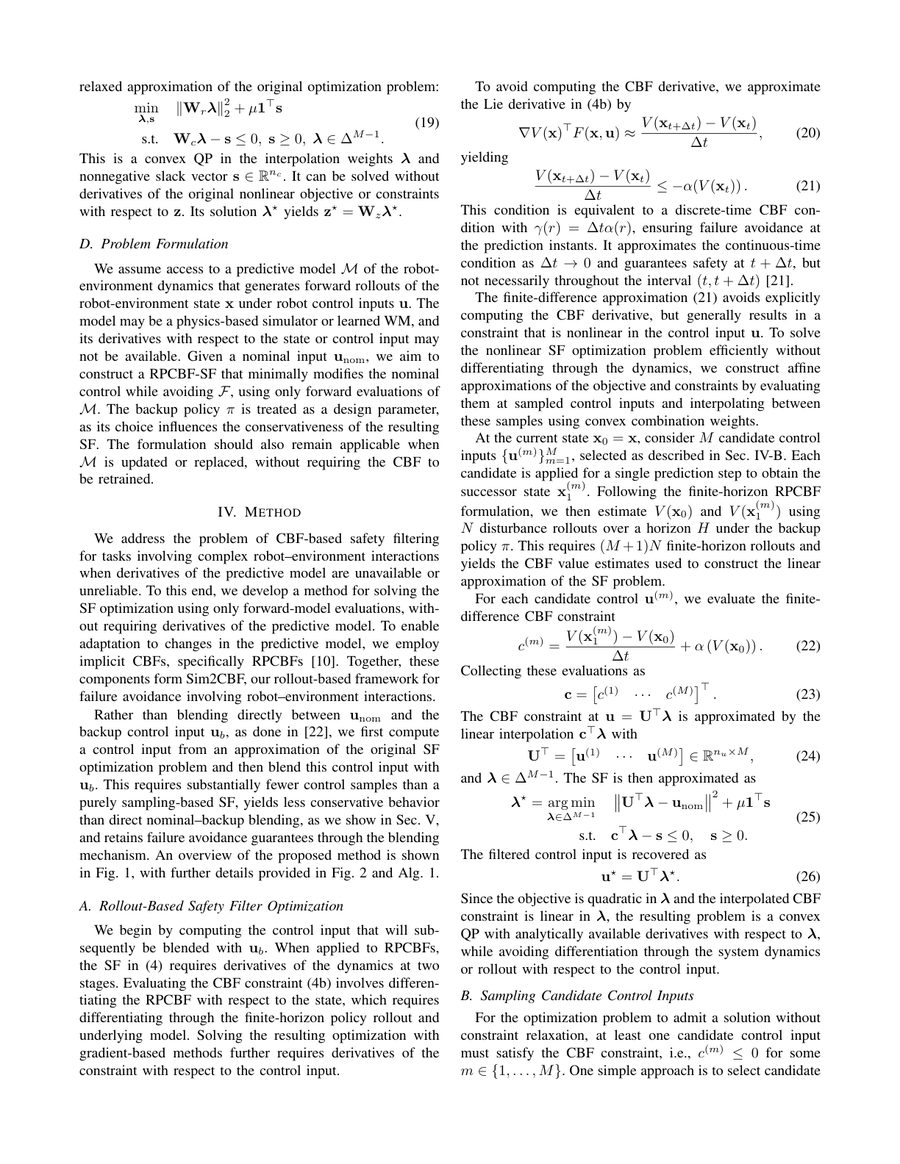 relaxed approximation of the original optimization problem:
min_{λ,s} ‖W_r λ‖₂² + μ1^⊤ s
s.t. W_c λ − s ≤ 0, s ≥ 0, λ ∈ Δ^{M−1}. (19)
This is a convex QP in the interpolation weights λ and
nonnegative slack vector s ∈ ℝ^{n_c}. It can be solved without
derivatives of the original nonlinear objective or constraints
with respect to z. Its solution λ⋆ yields z⋆ = W_z λ⋆.
D. Problem Formulation
We assume access to a predictive model M of the robot-
environment dynamics that generates forward rollouts of the
robot-environment state x under robot control inputs u. The
model may be a physics-based simulator or learned WM, and
its derivatives with respect to the state or control input may
not be available. Given a nominal input u_nom, we aim to
construct a RPCBF-SF that minimally modifies the nominal
control while avoiding F, using only forward evaluations of
M. The backup policy π is treated as a design parameter,
as its choice influences the conservativeness of the resulting
SF. The formulation should also remain applicable when
M is updated or replaced, without requiring the CBF to
be retrained.
IV. METHOD
We address the problem of CBF-based safety filtering
for tasks involving complex robot–environment interactions
when derivatives of the predictive model are unavailable or
unreliable. To this end, we develop a method for solving the
SF optimization using only forward-model evaluations, with-
out requiring derivatives of the predictive model. To enable
adaptation to changes in the predictive model, we employ
implicit CBFs, specifically RPCBFs [10]. Together, these
components form Sim2CBF, our rollout-based framework for
failure avoidance involving robot–environment interactions.
Rather than blending directly between u_nom and the
backup control input u_b, as done in [22], we first compute
a control input from an approximation of the original SF
optimization problem and then blend this control input with
u_b. This requires substantially fewer control samples than a
purely sampling-based SF, yields less conservative behavior
than direct nominal–backup blending, as we show in Sec. V,
and retains failure avoidance guarantees through the blending
mechanism. An overview of the proposed method is shown
in Fig. 1, with further details provided in Fig. 2 and Alg. 1.
A. Rollout-Based Safety Filter Optimization
We begin by computing the control input that will sub-
sequently be blended with u_b. When applied to RPCBFs,
the SF in (4) requires derivatives of the dynamics at two
stages. Evaluating the CBF constraint (4b) involves differen-
tiating the RPCBF with respect to the state, which requires
differentiating through the finite-horizon policy rollout and
underlying model. Solving the resulting optimization with
gradient-based methods further requires derivatives of the
constraint with respect to the control input.
To avoid computing the CBF derivative, we approximate
the Lie derivative in (4b) by
∇V(x)^⊤ F(x, u) ≈ (V(x_{t+Δt}) − V(x_t)) / Δt, (20)
yielding
(V(x_{t+Δt}) − V(x_t)) / Δt ≤ −α(V(x_t)). (21)
This condition is equivalent to a discrete-time CBF con-
dition with γ(r) = Δtα(r), ensuring failure avoidance at
the prediction instants. It approximates the continuous-time
condition as Δt → 0 and guarantees safety at t + Δt, but
not necessarily throughout the interval (t, t + Δt) [21].
The finite-difference approximation (21) avoids explicitly
computing the CBF derivative, but generally results in a
constraint that is nonlinear in the control input u. To solve
the nonlinear SF optimization problem efficiently without
differentiating through the dynamics, we construct affine
approximations of the objective and constraints by evaluating
them at sampled control inputs and interpolating between
these samples using convex combination weights.
At the current state x_0 = x, consider M candidate control
inputs {u^{(m)}}_{m=1}^M, selected as described in Sec. IV-B. Each
candidate is applied for a single prediction step to obtain the
successor state x_1^{(m)}. Following the finite-horizon RPCBF
formulation, we then estimate V(x_0) and V(x_1^{(m)}) using
N disturbance rollouts over a horizon H under the backup
policy π. This requires (M + 1)N finite-horizon rollouts and
yields the CBF value estimates used to construct the linear
approximation of the SF problem.
For each candidate control u^{(m)}, we evaluate the finite-
difference CBF constraint
c^{(m)} = (V(x_1^{(m)}) − V(x_0)) / Δt + α (V(x_0)). (22)
Collecting these evaluations as
c = [c^{(1)} ⋯ c^{(M)}]^⊤. (23)
The CBF constraint at u = U^⊤λ is approximated by the
linear interpolation c^⊤λ with
U^⊤ = [u^{(1)} ⋯ u^{(M)}] ∈ ℝ^{n_u×M}, (24)
and λ ∈ Δ^{M−1}. The SF is then approximated as
λ⋆ = arg min_{λ∈Δ^{M−1}} ‖U^⊤λ − u_nom‖² + μ1^⊤s
s.t. c^⊤λ − s ≤ 0, s ≥ 0. (25)
The filtered control input is recovered as
u⋆ = U^⊤λ⋆. (26)
Since the objective is quadratic in λ and the interpolated CBF
constraint is linear in λ, the resulting problem is a convex
QP with analytically available derivatives with respect to λ,
while avoiding differentiation through the system dynamics
or rollout with respect to the control input.
B. Sampling Candidate Control Inputs
For the optimization problem to admit a solution without
constraint relaxation, at least one candidate control input
must satisfy the CBF constraint, i.e., c^{(m)} ≤ 0 for some
m ∈ {1, . . . , M}. One simple approach is to select candidate